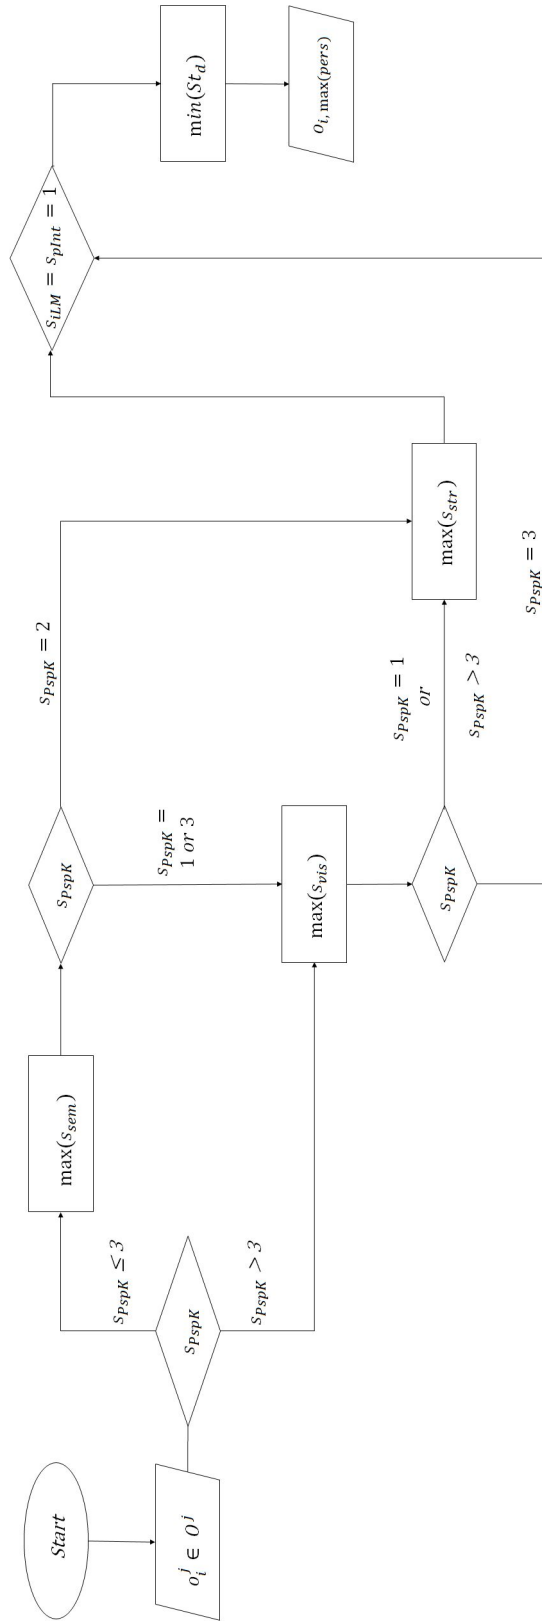 Start
o_i^j ∈ O^j
s_PspK
s_PspK ≤ 3
s_PspK > 3
max(s_sem)
s_PspK
s_PspK = 2
s_PspK =
1 or 3
max(s_vis)
s_PspK
s_PspK = 1
or
s_PspK > 3
s_PspK = 3
max(s_str)
s_iLM = s_pInt = 1
min(St_d)
o_i, max(pers)